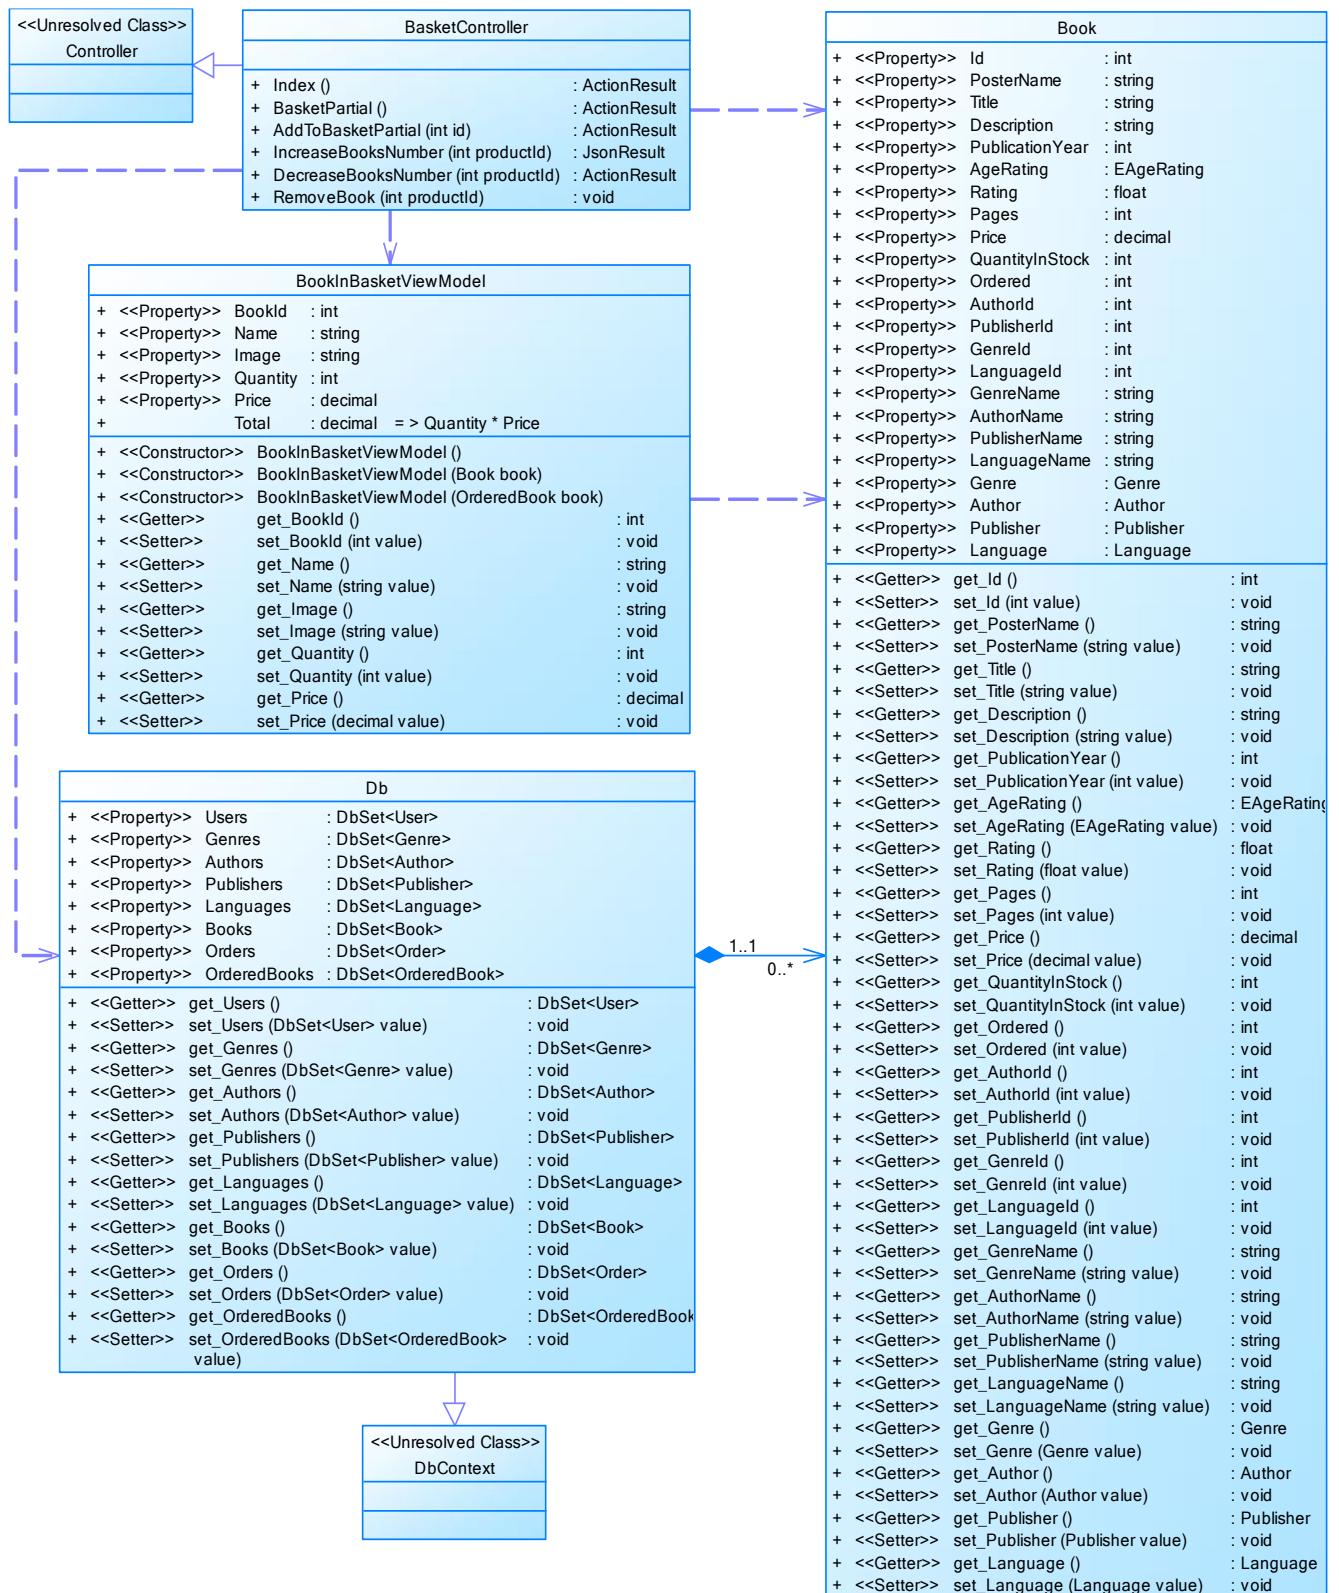 <<Unresolved Class>>
Controller
BasketController
+ Index () : ActionResult
+ BasketPartial () : ActionResult
+ AddToBasketPartial (int id) : ActionResult
+ IncreaseBooksNumber (int productId) : JsonResult
+ DecreaseBooksNumber (int productId) : ActionResult
+ RemoveBook (int productId) : void
BookInBasketViewModel
+ <<Property>> BookId : int
+ <<Property>> Name : string
+ <<Property>> Image : string
+ <<Property>> Quantity : int
+ <<Property>> Price : decimal
+ Total : decimal = > Quantity * Price
+ <<Constructor>> BookInBasketViewModel ()
+ <<Constructor>> BookInBasketViewModel (Book book)
+ <<Constructor>> BookInBasketViewModel (OrderedBook book)
+ <<Getter>> get_BookId () : int
+ <<Setter>> set_BookId (int value) : void
+ <<Getter>> get_Name () : string
+ <<Setter>> set_Name (string value) : void
+ <<Getter>> get_Image () : string
+ <<Setter>> set_Image (string value) : void
+ <<Getter>> get_Quantity () : int
+ <<Setter>> set_Quantity (int value) : void
+ <<Getter>> get_Price () : decimal
+ <<Setter>> set_Price (decimal value) : void
Db
+ <<Property>> Users : DbSet<User>
+ <<Property>> Genres : DbSet<Genre>
+ <<Property>> Authors : DbSet<Author>
+ <<Property>> Publishers : DbSet<Publisher>
+ <<Property>> Languages : DbSet<Language>
+ <<Property>> Books : DbSet<Book>
+ <<Property>> Orders : DbSet<Order>
+ <<Property>> OrderedBooks : DbSet<OrderedBook>
+ <<Getter>> get_Users () : DbSet<User>
+ <<Setter>> set_Users (DbSet<User> value) : void
+ <<Getter>> get_Genres () : DbSet<Genre>
+ <<Setter>> set_Genres (DbSet<Genre> value) : void
+ <<Getter>> get_Authors () : DbSet<Author>
+ <<Setter>> set_Authors (DbSet<Author> value) : void
+ <<Getter>> get_Publishers () : DbSet<Publisher>
+ <<Setter>> set_Publishers (DbSet<Publisher> value) : void
+ <<Getter>> get_Languages () : DbSet<Language>
+ <<Setter>> set_Languages (DbSet<Language> value) : void
+ <<Getter>> get_Books () : DbSet<Book>
+ <<Setter>> set_Books (DbSet<Book> value) : void
+ <<Getter>> get_Orders () : DbSet<Order>
+ <<Setter>> set_Orders (DbSet<Order> value) : void
+ <<Getter>> get_OrderedBooks () : DbSet<OrderedBook
+ <<Setter>> set_OrderedBooks (DbSet<OrderedBook> : void
value)
<<Unresolved Class>>
DbContext
1..1
0..*
Book
+ <<Property>> Id : int
+ <<Property>> PosterName : string
+ <<Property>> Title : string
+ <<Property>> Description : string
+ <<Property>> PublicationYear : int
+ <<Property>> AgeRating : EAgeRating
+ <<Property>> Rating : float
+ <<Property>> Pages : int
+ <<Property>> Price : decimal
+ <<Property>> QuantityInStock : int
+ <<Property>> Ordered : int
+ <<Property>> AuthorId : int
+ <<Property>> PublisherId : int
+ <<Property>> GenreId : int
+ <<Property>> LanguageId : int
+ <<Property>> GenreName : string
+ <<Property>> AuthorName : string
+ <<Property>> PublisherName : string
+ <<Property>> LanguageName : string
+ <<Property>> Genre : Genre
+ <<Property>> Author : Author
+ <<Property>> Publisher : Publisher
+ <<Property>> Language : Language
+ <<Getter>> get_Id () : int
+ <<Setter>> set_Id (int value) : void
+ <<Getter>> get_PosterName () : string
+ <<Setter>> set_PosterName (string value) : void
+ <<Getter>> get_Title () : string
+ <<Setter>> set_Title (string value) : void
+ <<Getter>> get_Description () : string
+ <<Setter>> set_Description (string value) : void
+ <<Getter>> get_PublicationYear () : int
+ <<Setter>> set_PublicationYear (int value) : void
+ <<Getter>> get_AgeRating () : EAgeRating
+ <<Setter>> set_AgeRating (EAgeRating value) : void
+ <<Getter>> get_Rating () : float
+ <<Setter>> set_Rating (float value) : void
+ <<Getter>> get_Pages () : int
+ <<Setter>> set_Pages (int value) : void
+ <<Getter>> get_Price () : decimal
+ <<Setter>> set_Price (decimal value) : void
+ <<Getter>> get_QuantityInStock () : int
+ <<Setter>> set_QuantityInStock (int value) : void
+ <<Getter>> get_Ordered () : int
+ <<Setter>> set_Ordered (int value) : void
+ <<Getter>> get_AuthorId () : int
+ <<Setter>> set_AuthorId (int value) : void
+ <<Getter>> get_PublisherId () : int
+ <<Setter>> set_PublisherId (int value) : void
+ <<Getter>> get_GenreId () : int
+ <<Setter>> set_GenreId (int value) : void
+ <<Getter>> get_LanguageId () : int
+ <<Setter>> set_LanguageId (int value) : void
+ <<Getter>> get_GenreName () : string
+ <<Setter>> set_GenreName (string value) : void
+ <<Getter>> get_AuthorName () : string
+ <<Setter>> set_AuthorName (string value) : void
+ <<Getter>> get_PublisherName () : string
+ <<Setter>> set_PublisherName (string value) : void
+ <<Getter>> get_LanguageName () : string
+ <<Setter>> set_LanguageName (string value) : void
+ <<Getter>> get_Genre () : Genre
+ <<Setter>> set_Genre (Genre value) : void
+ <<Getter>> get_Author () : Author
+ <<Setter>> set_Author (Author value) : void
+ <<Getter>> get_Publisher () : Publisher
+ <<Setter>> set_Publisher (Publisher value) : void
+ <<Getter>> get_Language () : Language
+ <<Setter>> set_Language (Language value) : void